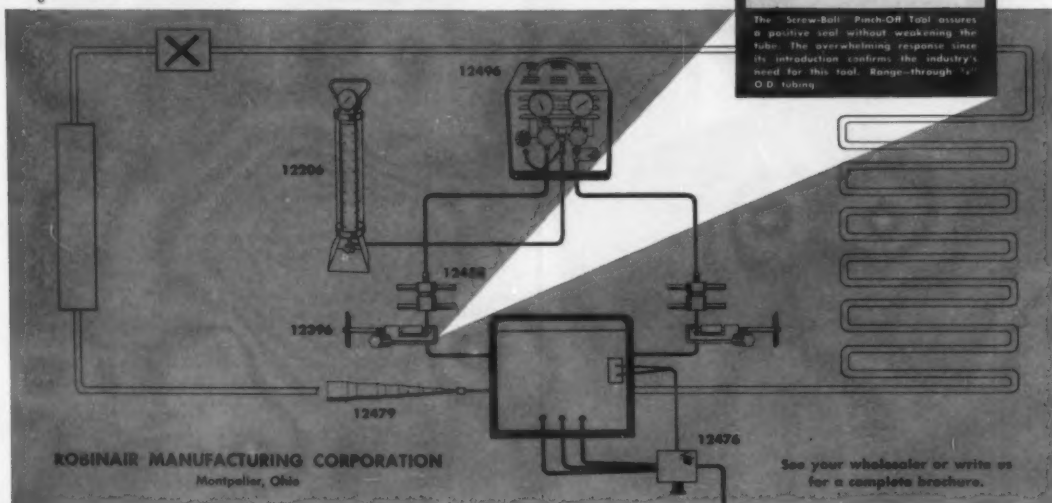 The Screw-Ball Pinch-Off Tool assures
a positive seal without weakening the
tube. The overwhelming response since
its introduction confirms the industry's
need for this tool. Range—through
O.D. tubing
12496
12206
12458
12396
12479
12476
ROBINAIR MANUFACTURING CORPORATION
Montpelier, Ohio
See your wholesaler or write us
for a complete brochure.